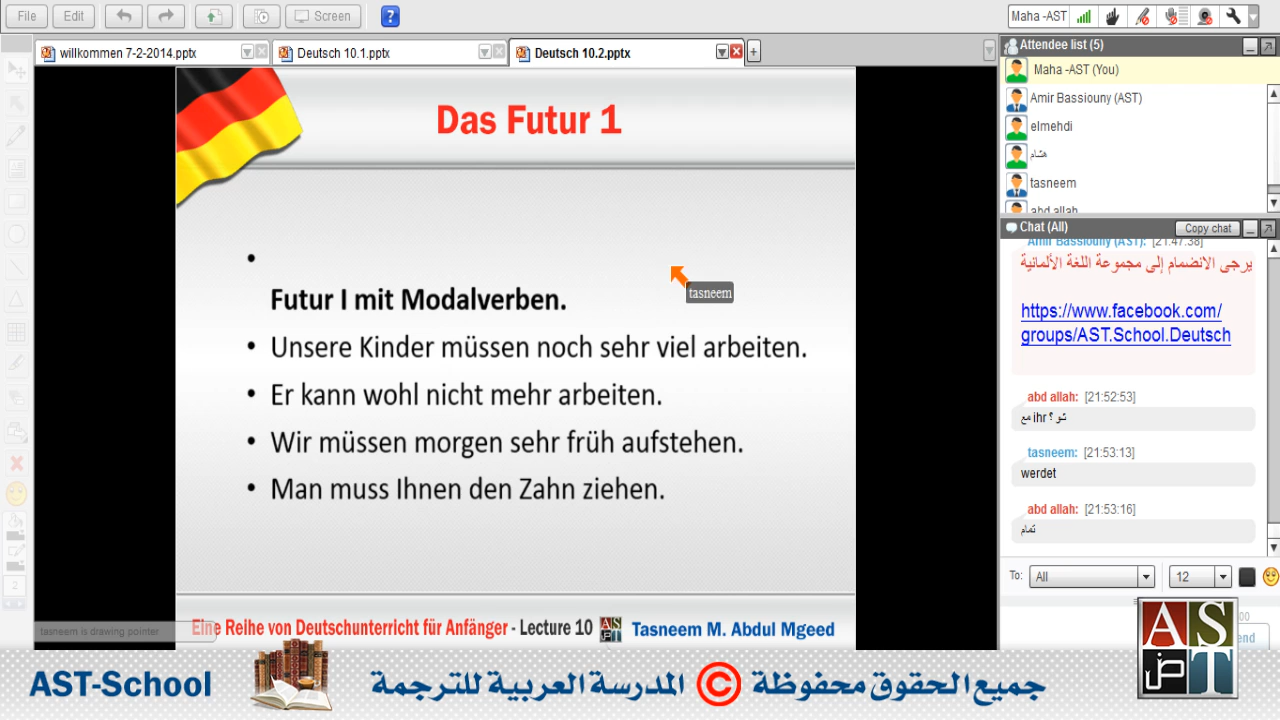 File
Edit
Screen
?
Maha -AST
willkommen 7-2-2014.pptx
Deutsch 10.1.pptx
Deutsch 10.2.pptx
Attendee list (5)
Maha -AST (You)
Amir Bassiouny (AST)
elmehdi
هشام
tasneem
abd allah
Das Futur 1
tasneem
Futur I mit Modalverben.
• Unsere Kinder müssen noch sehr viel arbeiten.
• Er kann wohl nicht mehr arbeiten.
• Wir müssen morgen sehr früh aufstehen.
• Man muss Ihnen den Zahn ziehen.
Eine Reihe von Deutschunterricht für Anfänger - Lecture 10
Tasneem M. Abdul Mgeed
tasneem is drawing pointer
Chat (All)
Copy chat
Amir Bassiouny (AST): [21:47:38]
يرجى الانضمام إلى مجموعة اللغة الألمانية
https://www.facebook.com/
groups/AST.School.Deutsch
abd allah: [21:52:53]
مع ihr شو ؟
tasneem: [21:53:13]
werdet
abd allah: [21:53:16]
تمام
To:
All
12
AST
ض
AST-School
جميع الحقوق محفوظة © المدرسة العربية للترجمة